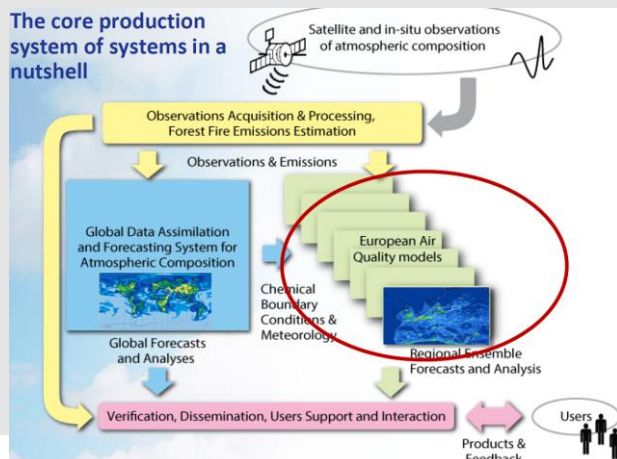 The core production
system of systems in a
nutshell
Satellite and in-situ observations
of atmospheric composition
Observations Acquisition & Processing,
Forest Fire Emissions Estimation
Observations & Emissions
Global Data Assimilation
and Forecasting System for
Atmospheric Composition
European Air
Quality models
Chemical
Boundary
Conditions &
Meteorology
Global Forecasts
and Analyses
Regional Ensemble
Forecasts and Analysis
Verification, Dissemination, Users Support and Interaction
Users
Products &
Feedback